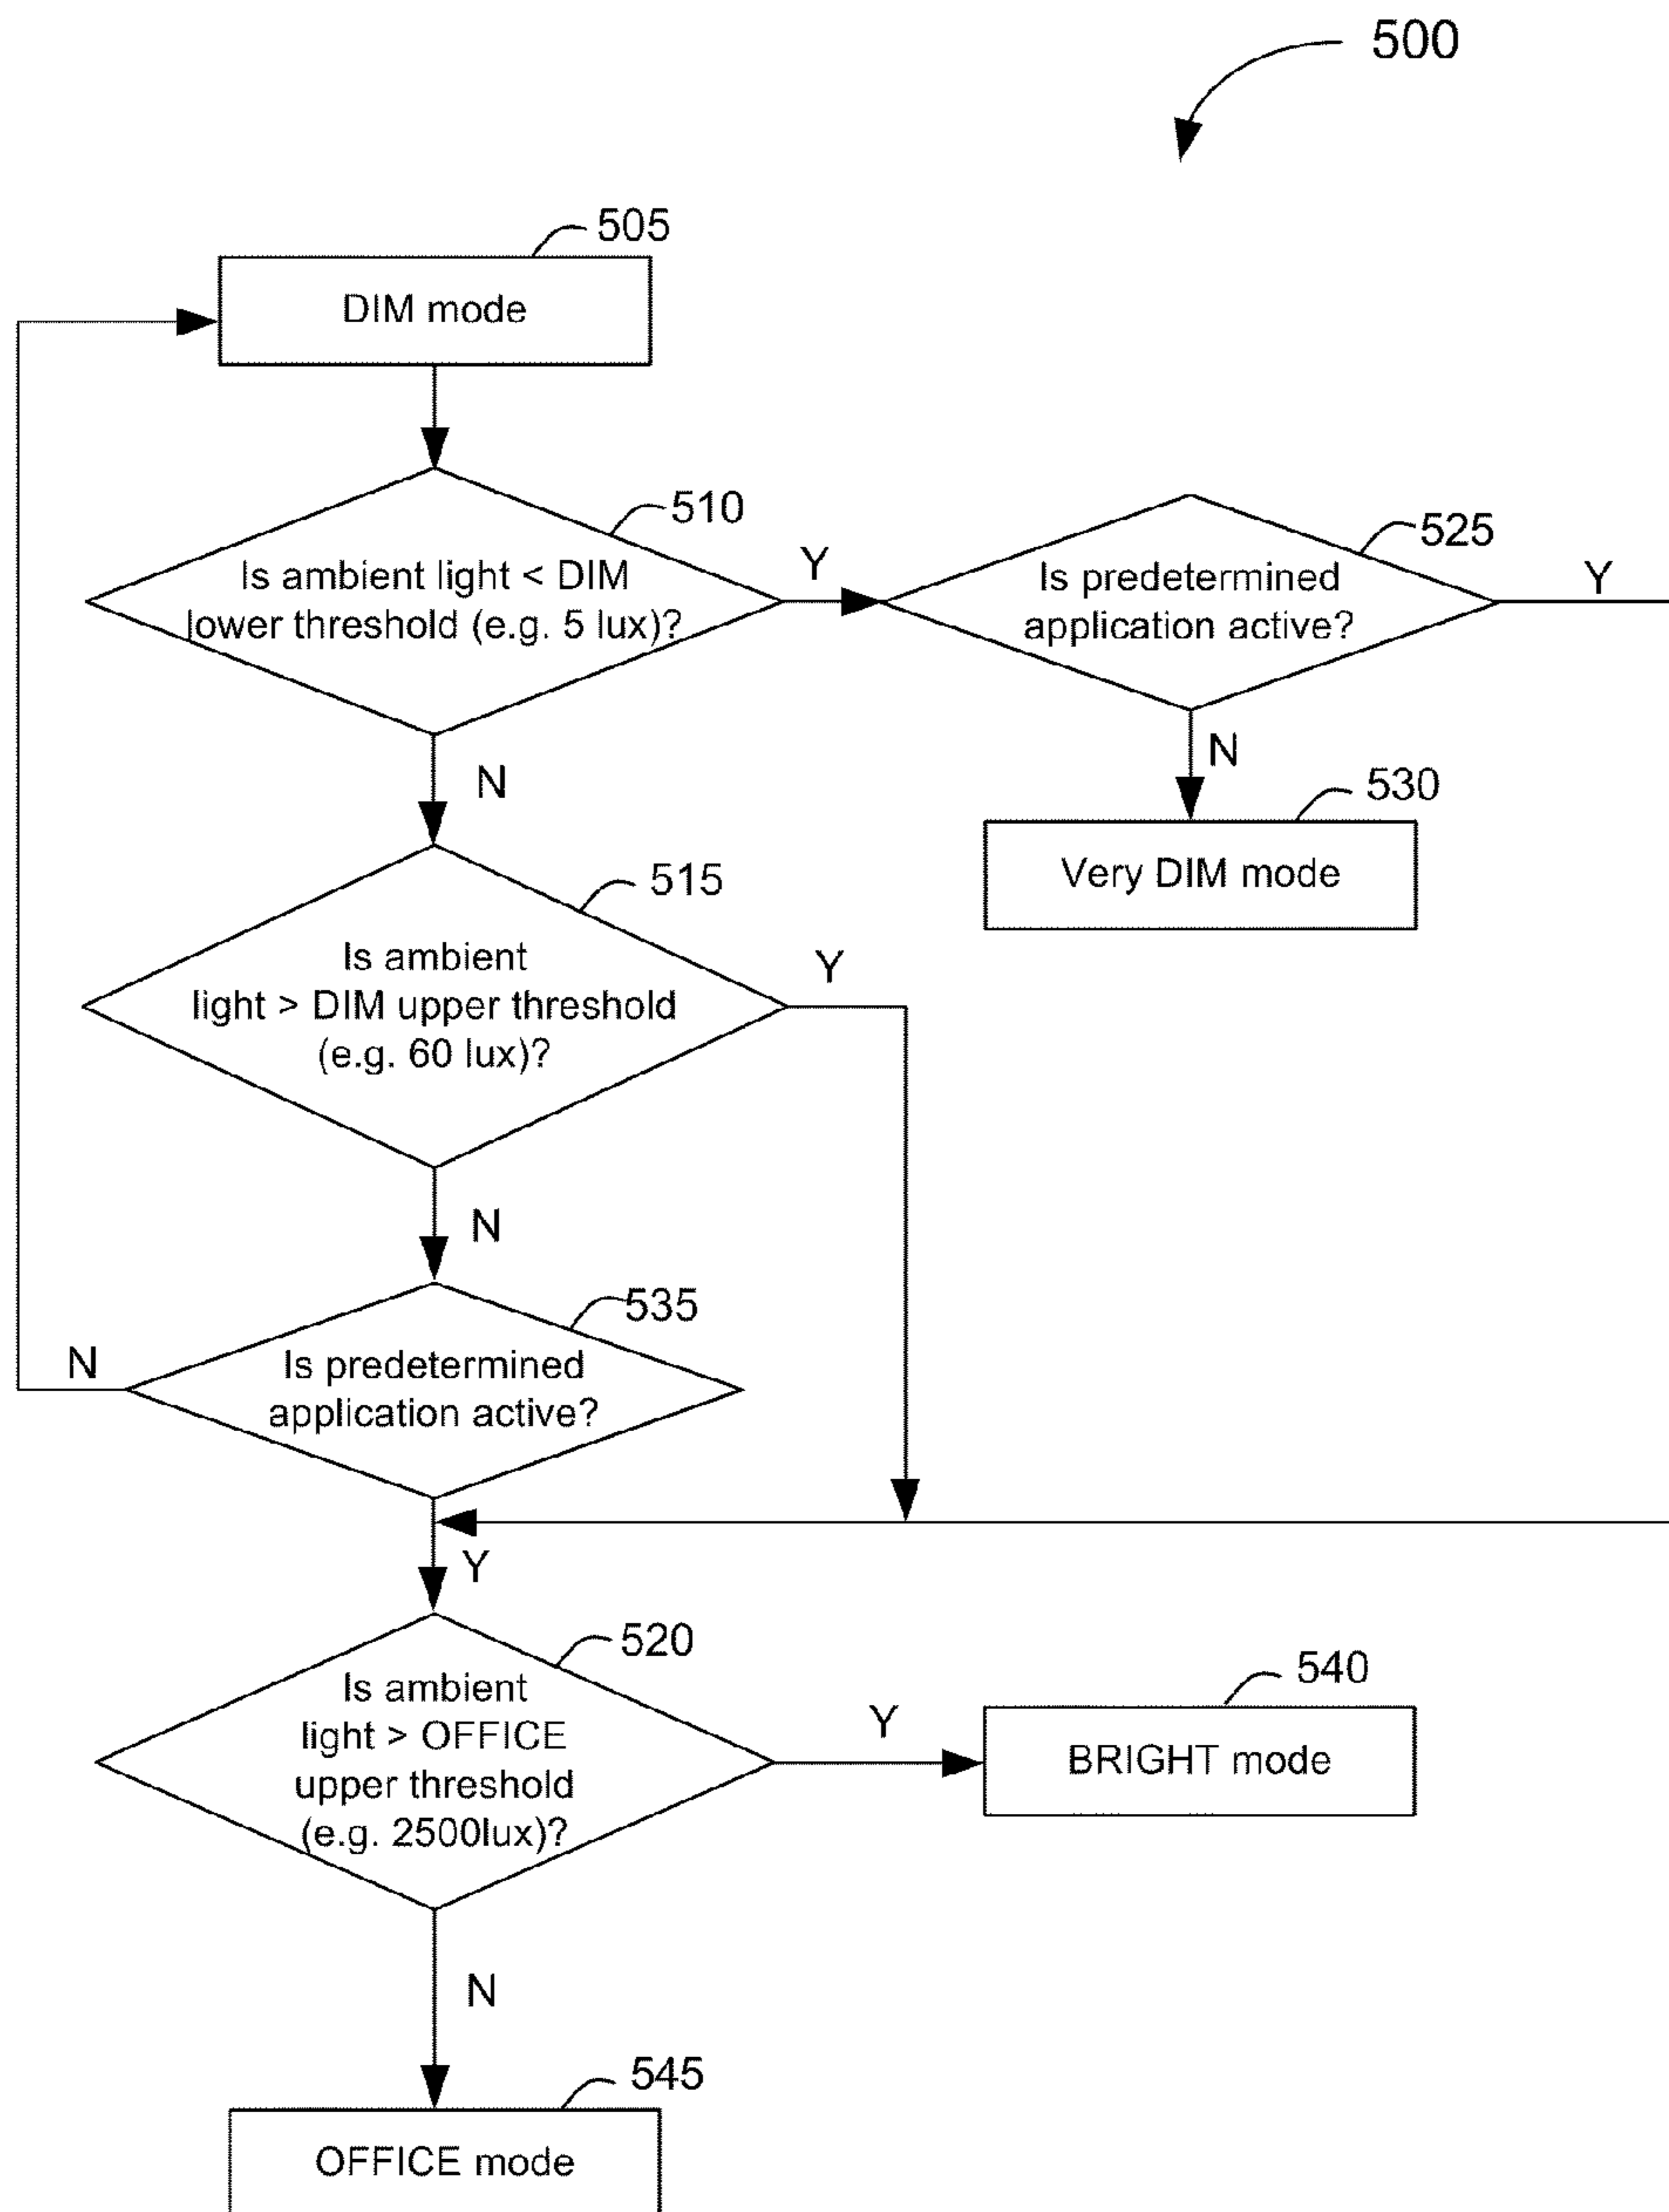 500
505
DIM mode
510
Is ambient light < DIM
lower threshold (e.g. 5 lux)?
Y
525
Is predetermined
application active?
Y
N
N
530
Very DIM mode
515
Is ambient
light > DIM upper threshold
(e.g. 60 lux)?
Y
N
535
Is predetermined
application active?
N
Y
520
Is ambient
light > OFFICE
upper threshold
(e.g. 2500lux)?
Y
540
BRIGHT mode
N
545
OFFICE mode